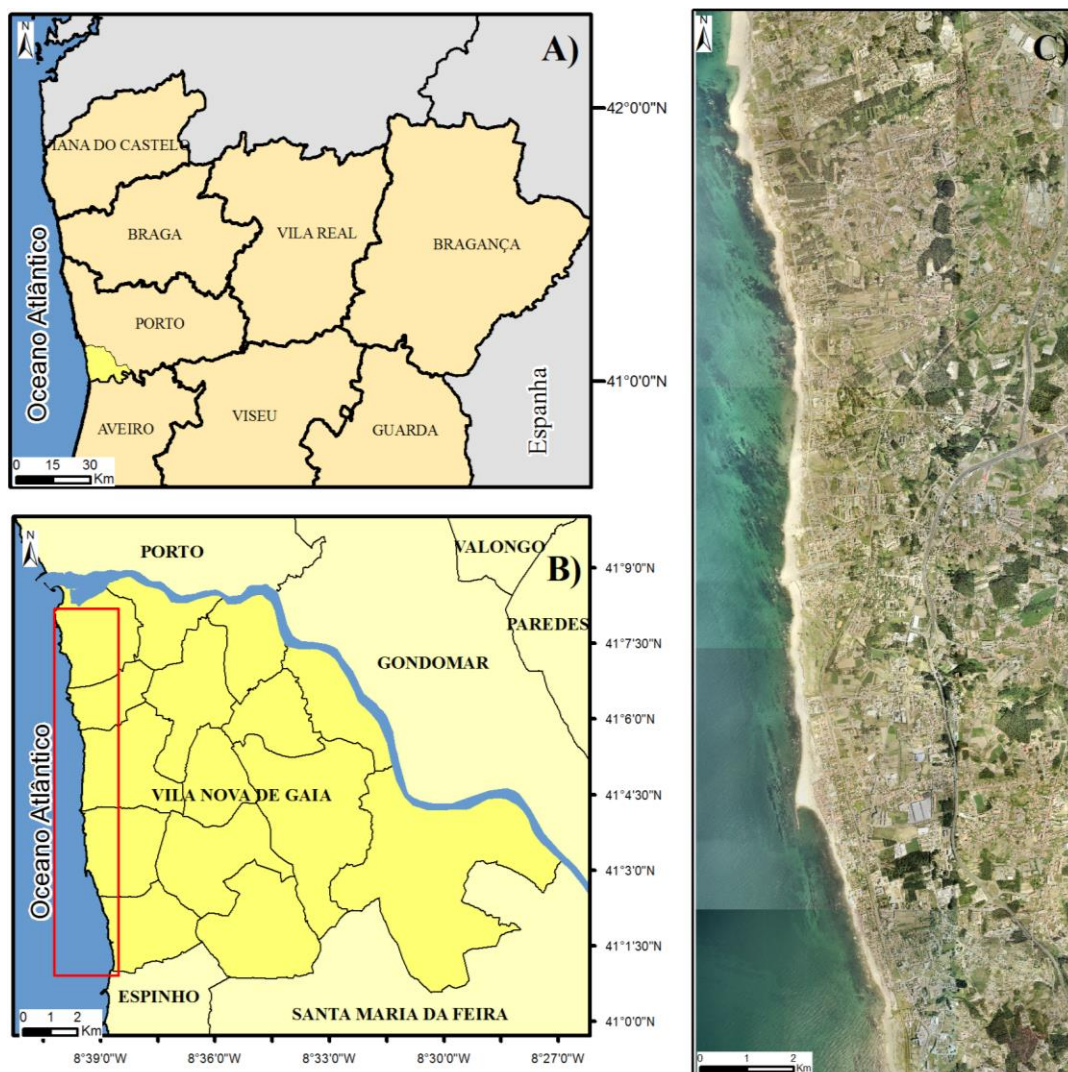 N
A)
42°0'0"N
VIANA DO CASTELO
BRAGA
VILA REAL
BRAGANÇA
Oceano Atlântico
PORTO
41°0'0"N
AVEIRO
VISEU
GUARDA
Espanha
0 15 30
Km
N
B)
PORTO
VALONGO
41°9'0"N
PAREDES
41°7'30"N
GONDOMAR
41°6'0"N
Oceano Atlântico
VILA NOVA DE GAIA
41°4'30"N
41°3'0"N
41°1'30"N
ESPINHO
SANTA MARIA DA FEIRA
41°0'0"N
0 1 2
Km
8°39'0"W 8°36'0"W 8°33'0"W 8°30'0"W 8°27'0"W
N
C)
0 1 2
Km